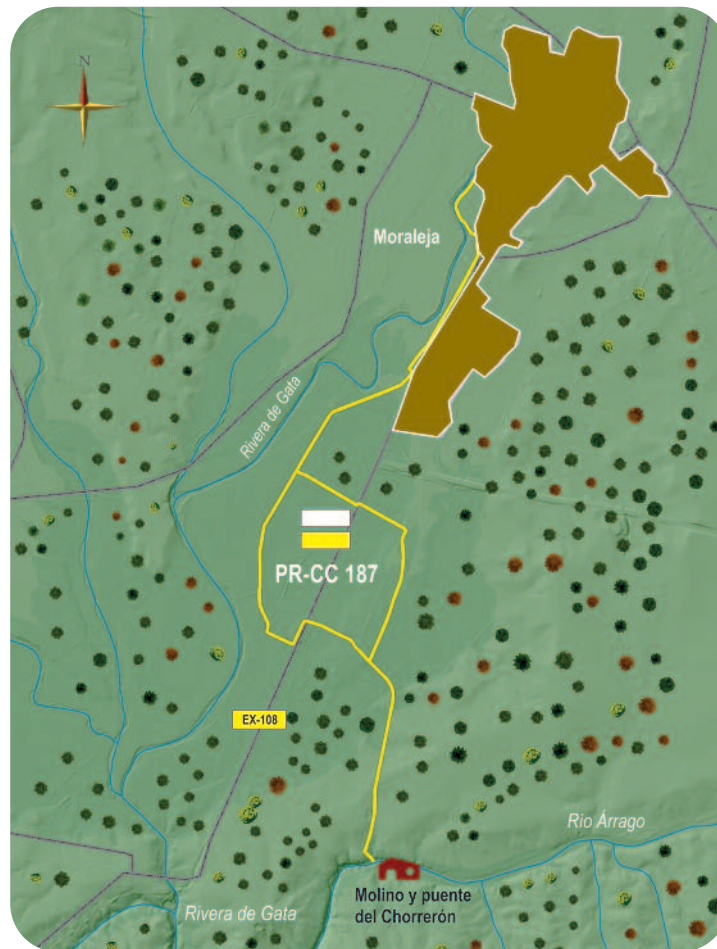 N
Moraleja
Rivera de Gata
PR-CC 187
EX-108
Río Árrago
Molino y puente
del Chorrerón
Rivera de Gata